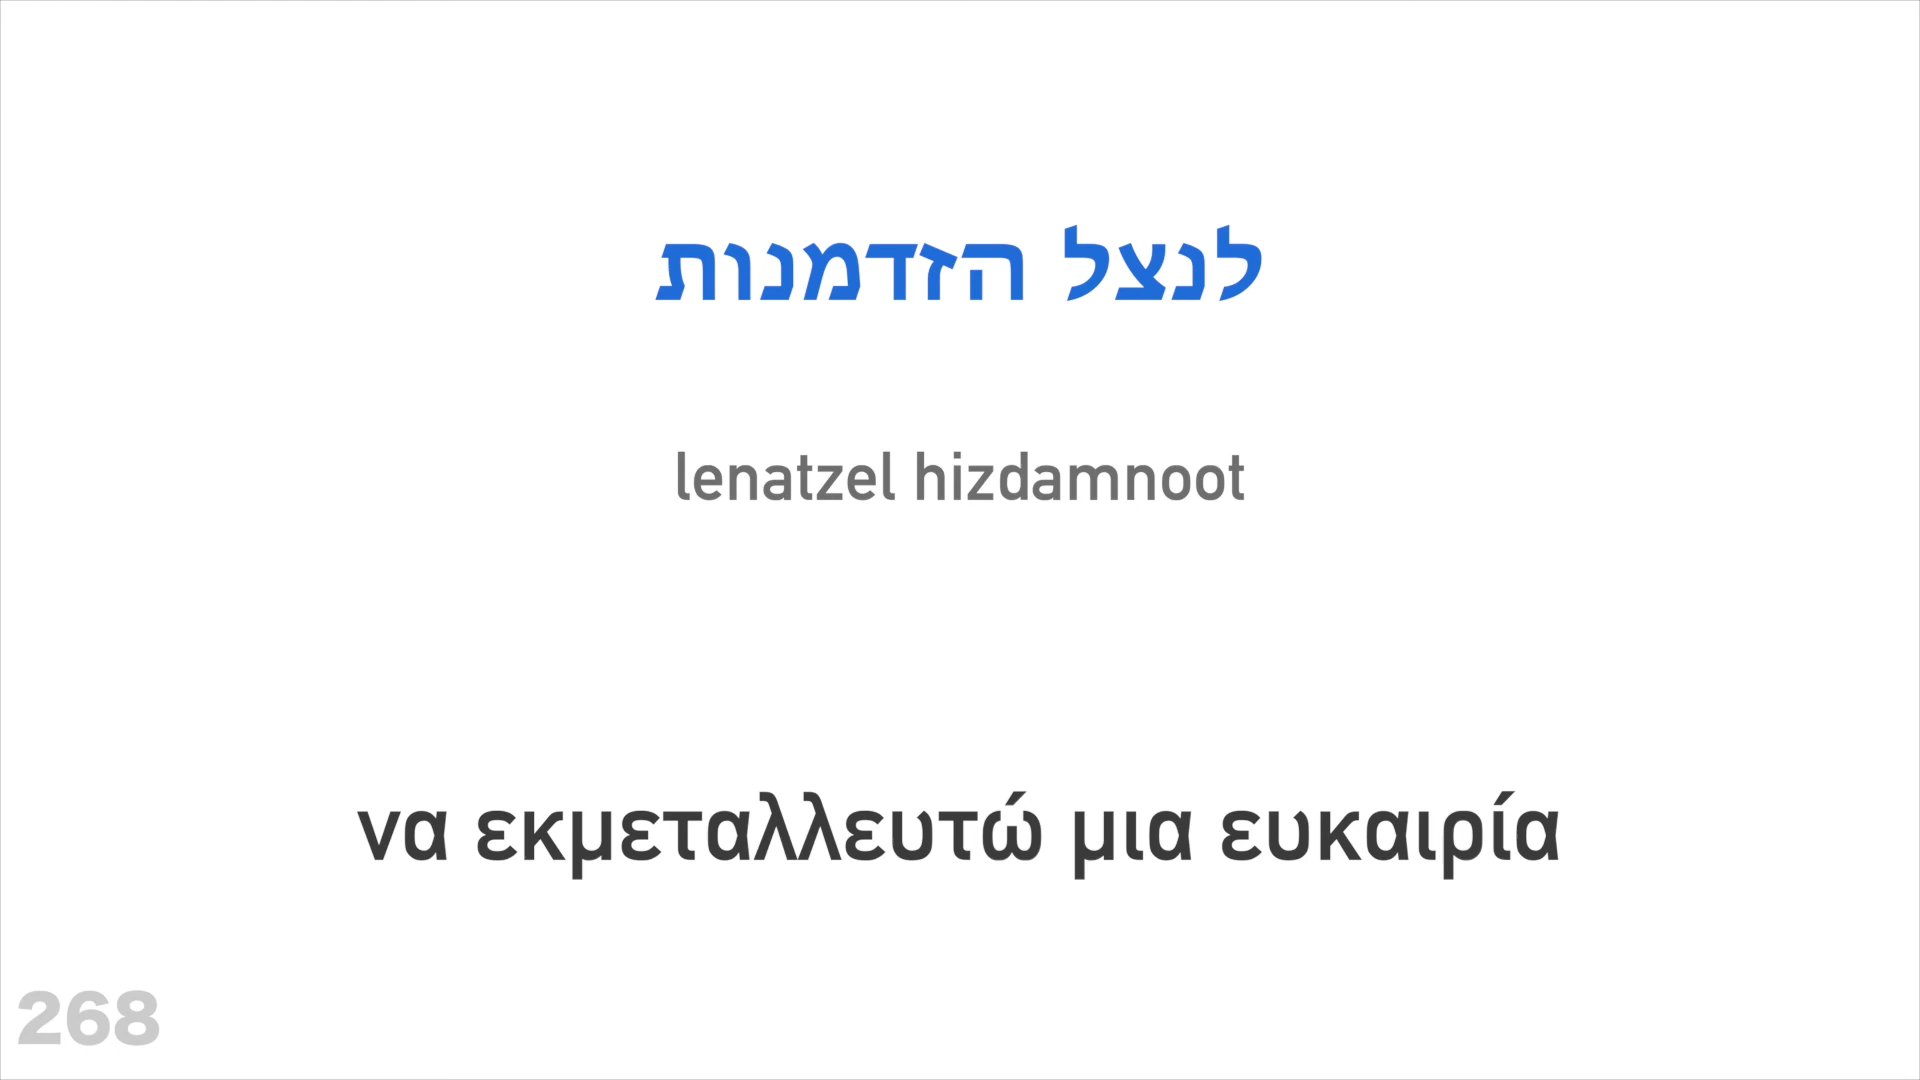 לנצל הזדמנות
lenatzel hizdamnoot
να εκμεταλλευτώ μια ευκαιρία
268